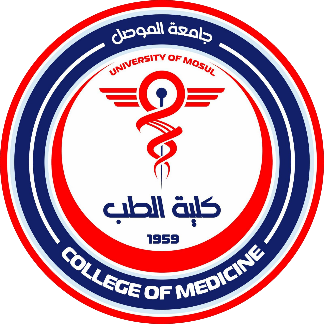 جامعة الموصل
UNIVERSITY OF MOSUL
كلية الطب
1959
COLLEGE OF MEDICINE